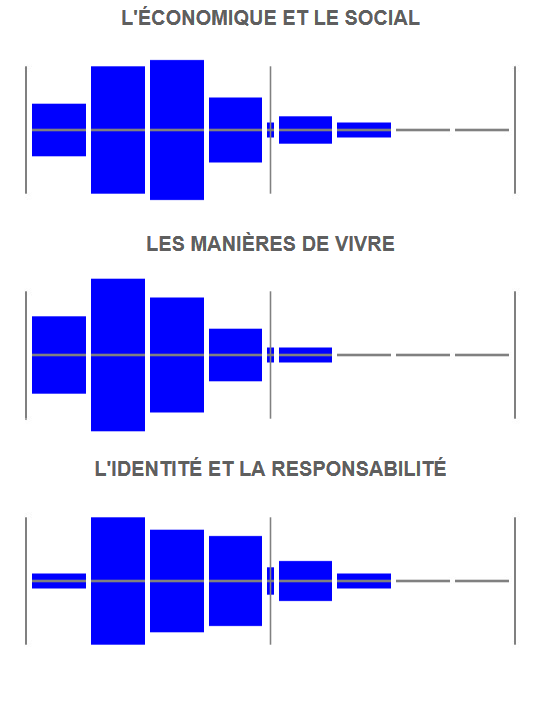 L'ÉCONOMIQUE ET LE SOCIAL
LES MANIÈRES DE VIVRE
L'IDENTITÉ ET LA RESPONSABILITÉ